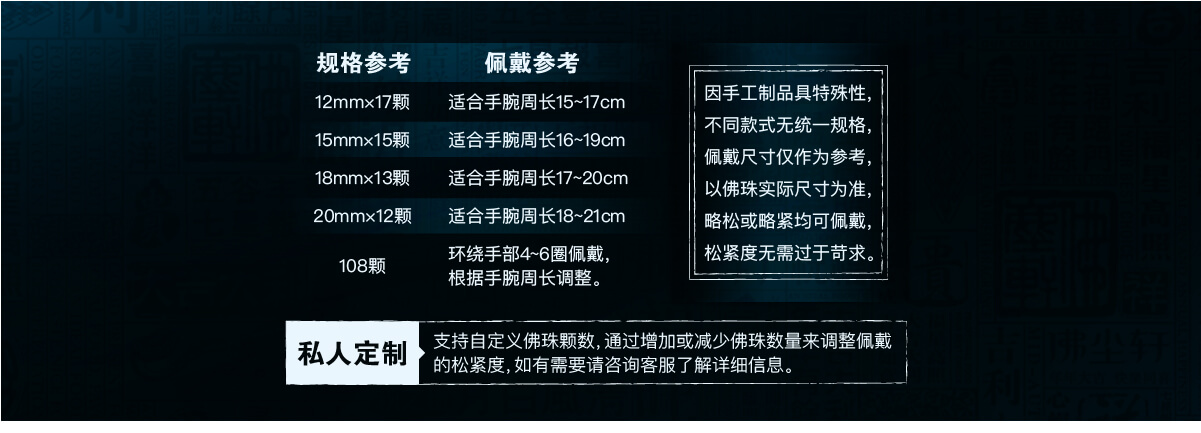 规格参考 佩戴参考
12mm×17颗 适合手腕周长15~17cm
15mm×15颗 适合手腕周长16~19cm
18mm×13颗 适合手腕周长17~20cm
20mm×12颗 适合手腕周长18~21cm
108颗 环绕手部4~6圈佩戴，
根据手腕周长调整。
因手工制品具特殊性，
不同款式无统一规格，
佩戴尺寸仅作为参考，
以佛珠实际尺寸为准，
略松或略紧均可佩戴，
松紧度无需过于苛求。
私人定制
支持自定义佛珠颗数，通过增加或减少佛珠数量来调整佩戴
的松紧度，如有需要请咨询客服了解详细信息。